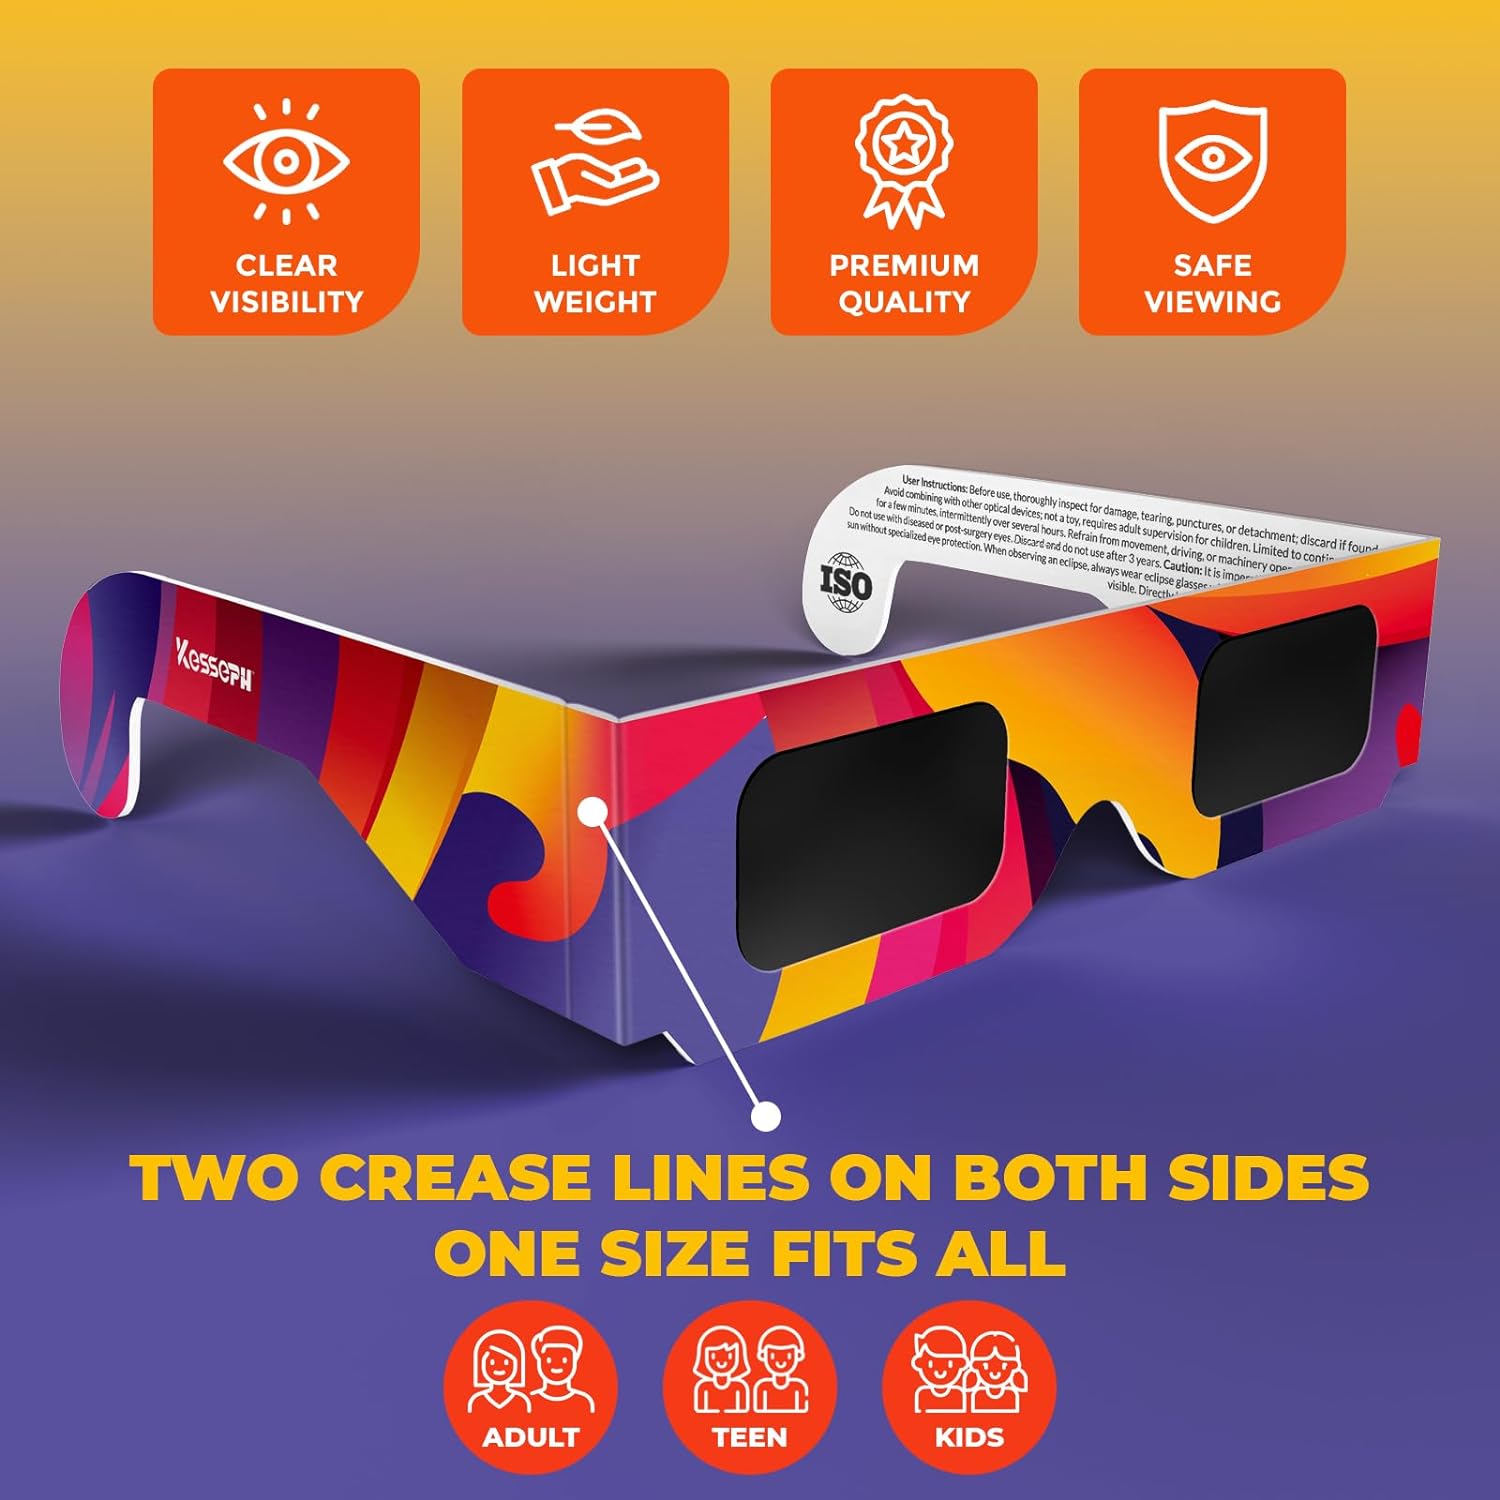 CLEAR
VISIBILITY
LIGHT
WEIGHT
PREMIUM
QUALITY
SAFE
VIEWING
User Instructions: Before use, thoroughly inspect for damage, tearing, punctures, or detachment; discard if found
Avoid combining with other optical devices; not a toy, requires adult supervision for children. Limited to
for a few minutes, intermittently over several hours. Refrain from movement, driving, or machinery
Do not use with diseased or post-surgery eyes. Discard and do not use after 3 years. Caution: It is
sun without specialized eye protection. When observing an eclipse, always wear eclipse glasses
visible.
ISO
KessepH
TWO CREASE LINES ON BOTH SIDES
ONE SIZE FITS ALL
ADULT
TEEN
KIDS